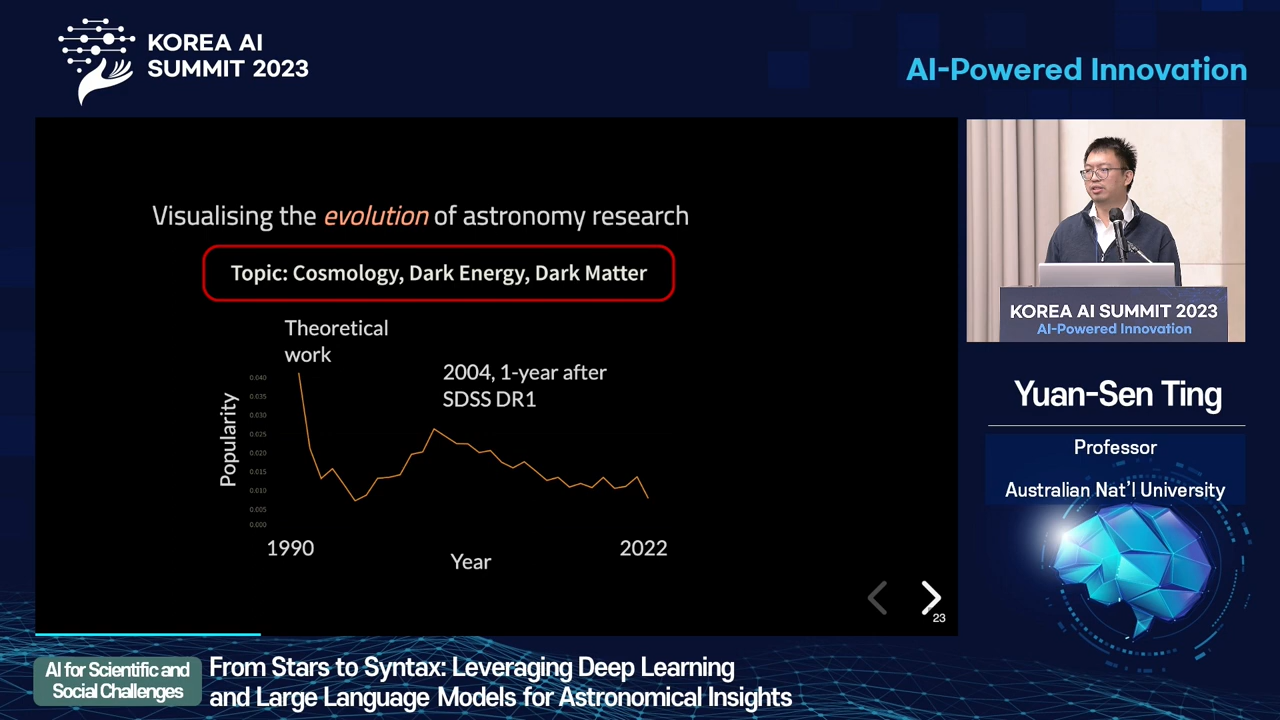 KOREA AI
SUMMIT 2023
AI-Powered Innovation
Visualising the evolution of astronomy research
Topic: Cosmology, Dark Energy, Dark Matter
Theoretical
work
2004, 1-year after
SDSS DR1
Popularity
0.040
0.035
0.030
0.025
0.020
0.015
0.010
0.005
0.000
1990
Year
2022
23
KOREA AI SUMMIT 2023
AI-Powered Innovation
Yuan-Sen Ting
Professor
Australian Nat'l University
AI for Scientific and
Social Challenges
From Stars to Syntax: Leveraging Deep Learning
and Large Language Models for Astronomical Insights